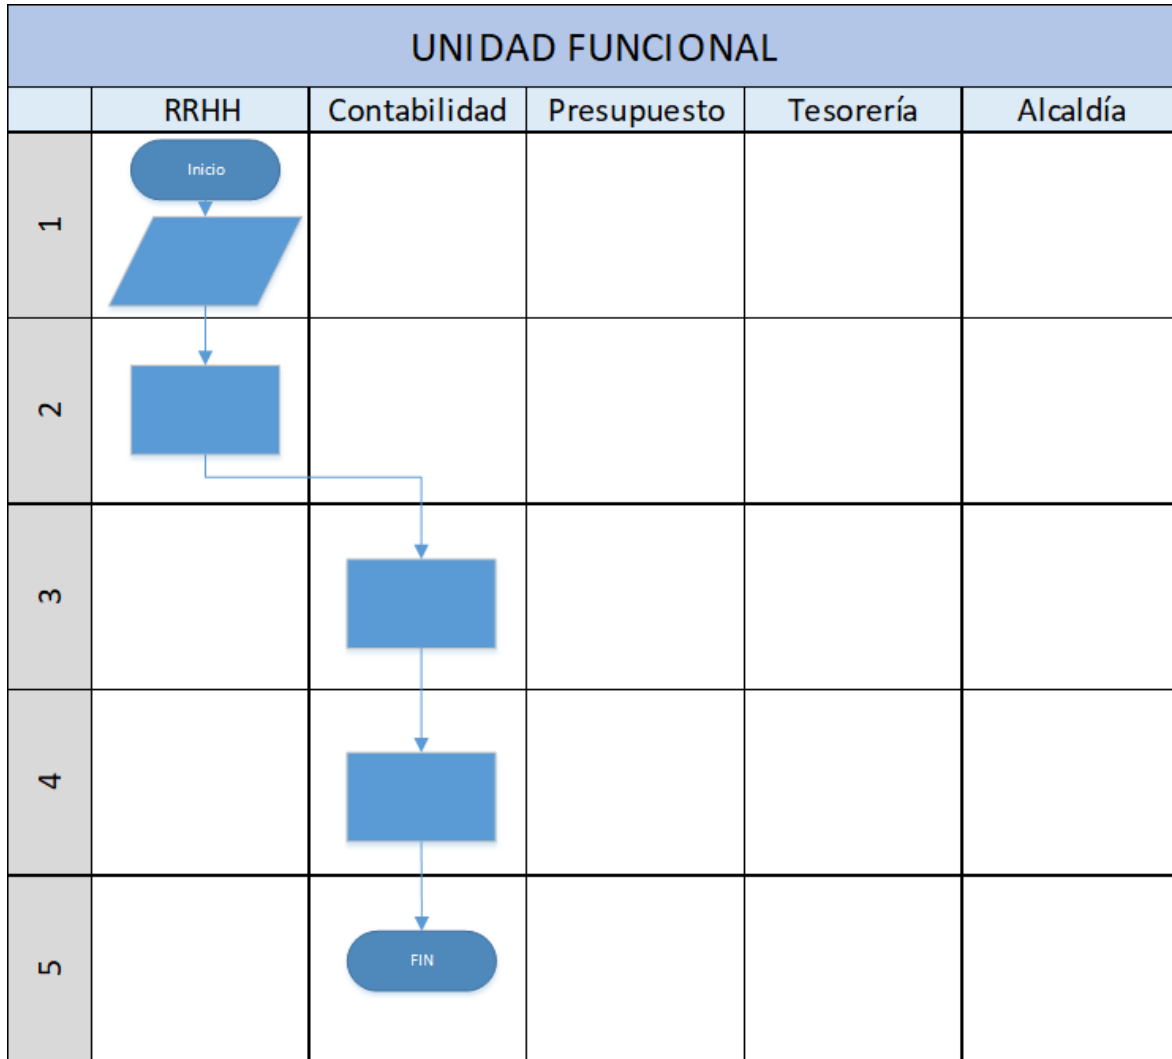 UNIDAD FUNCIONAL
RRHH Contabilidad Presupuesto Tesorería Alcaldía
1
Inicio
2
3
4
5
FIN